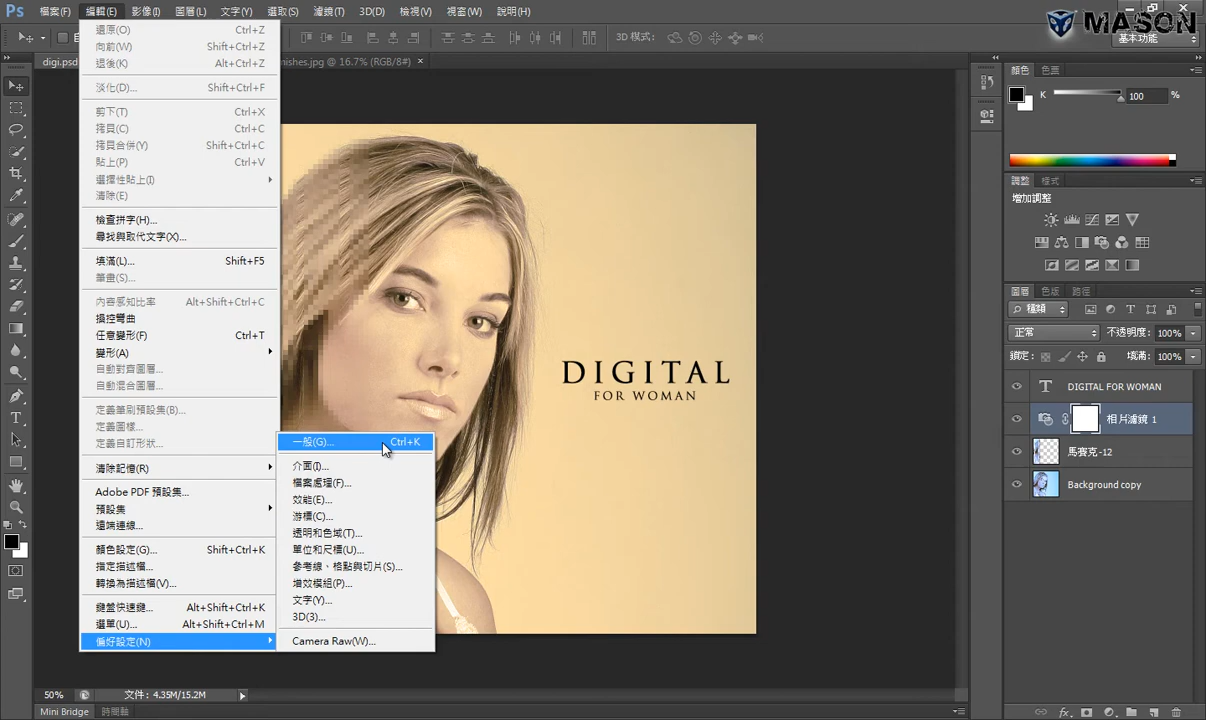 Ps 檔案(F) 編輯(E) 影像(I) 圖層(L) 文字(Y) 選取(S) 濾鏡(T) 3D(D) 檢視(V) 視窗(W) 說明(H)
MASON
3D 模式:
基本功能
digi.psd
mishes.jpg @ 16.7% (RGB/8#) ×
還原(O) Ctrl+Z
向前(W) Shift+Ctrl+Z
退後(K) Alt+Ctrl+Z
淡化(D)... Shift+Ctrl+F
剪下(T) Ctrl+X
拷貝(C) Ctrl+C
拷貝合併(Y) Shift+Ctrl+C
貼上(P) Ctrl+V
選擇性貼上(I)
清除(E)
檢查拼字(H)...
尋找與取代文字(X)...
填滿(L)... Shift+F5
筆畫(S)...
內容感知比率 Alt+Shift+Ctrl+C
操控彎曲
任意變形(F) Ctrl+T
變形(A)
自動對齊圖層...
自動混合圖層...
定義筆刷預設集(B)...
定義圖樣...
定義自訂形狀...
清除記憶(R)
Adobe PDF 預設集...
預設集
遠端連線...
顏色設定(G)... Shift+Ctrl+K
指定描述檔...
轉換為描述檔(V)...
鍵盤快速鍵... Alt+Shift+Ctrl+K
選單(U)... Alt+Shift+Ctrl+M
偏好設定(N)
一般(G)... Ctrl+K
介面(I)...
檔案處理(F)...
效能(E)...
游標(C)...
透明和色域(T)...
單位和尺標(U)...
參考線、格點與切片(S)...
增效模組(P)...
文字(Y)...
3D(3)...
Camera Raw(W)...
DIGITAL
FOR WOMAN
顏色 色票
K 100 %
調整 樣式
增加調整
圖層 色版 路徑
種類
正常 不透明度: 100%
鎖定: 填滿: 100%
T DIGITAL FOR WOMAN
相片濾鏡 1
馬賽克-12
Background copy
50% 文件: 4.35M/15.2M
Mini Bridge 時間軸